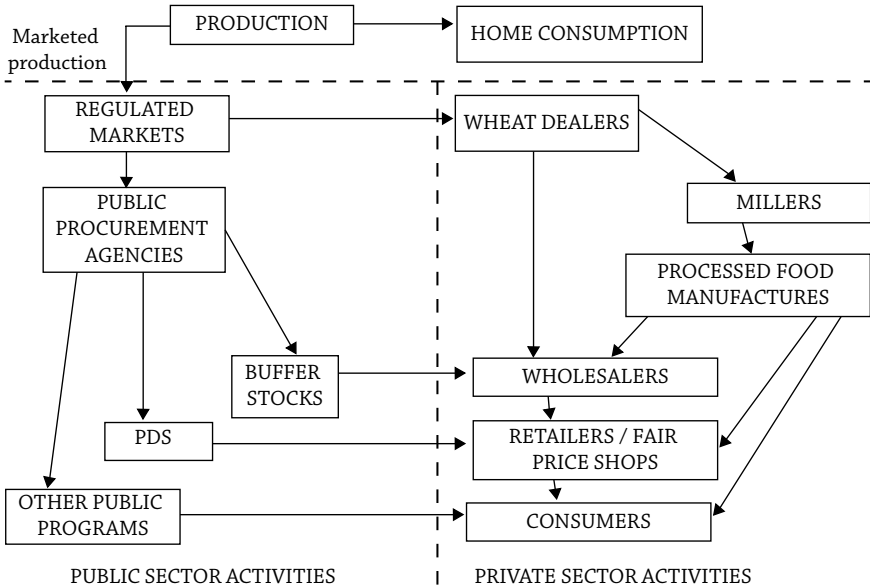 PRODUCTION
HOME CONSUMPTION
Marketed
production
REGULATED
MARKETS
WHEAT DEALERS
PUBLIC
PROCUREMENT
AGENCIES
MILLERS
PROCESSED FOOD
MANUFACTURES
BUFFER
STOCKS
WHOLESALERS
PDS
RETAILERS / FAIR
PRICE SHOPS
OTHER PUBLIC
PROGRAMS
CONSUMERS
PUBLIC SECTOR ACTIVITIES
PRIVATE SECTOR ACTIVITIES